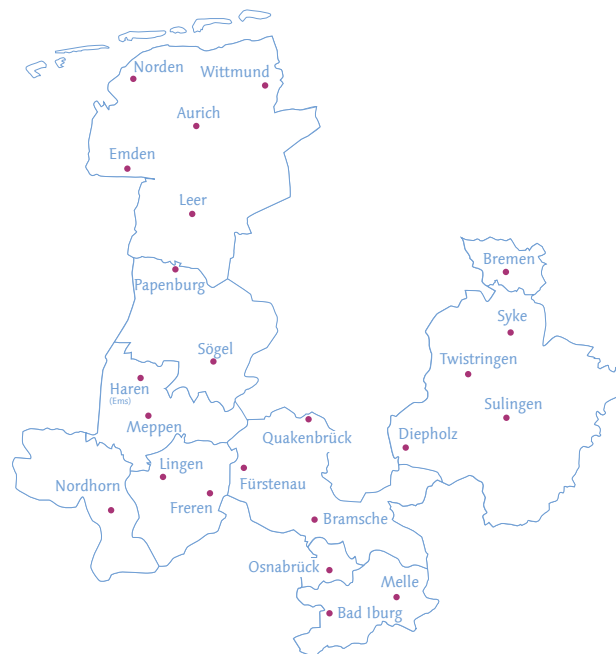 Norden
Wittmund
Aurich
Emden
Leer
Bremen
Papenburg
Syke
Sögel
Twistringen
Haren
(Ems)
Sulingen
Meppen
Quakenbrück
Diepholz
Lingen
Nordhorn
Fürstenau
Freren
Bramsche
Osnabrück
Melle
Bad Iburg